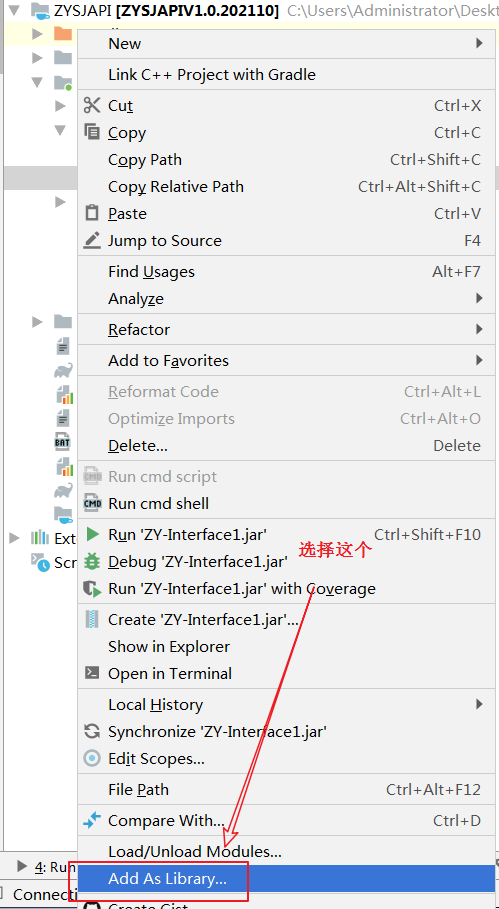 ZYSJAPI [ZYSJAPIV1.0.202110] C:\Users\Administrator\Deskt
New
Link C++ Project with Gradle
Cut Ctrl+X
Copy Ctrl+C
Copy Path Ctrl+Shift+C
Copy Relative Path Ctrl+Alt+Shift+C
Paste Ctrl+V
Jump to Source F4
Find Usages Alt+F7
Analyze
Refactor
Add to Favorites
Reformat Code Ctrl+Alt+L
Optimize Imports Ctrl+Alt+O
Delete... Delete
CMD Run cmd script
BAT
CMD Run cmd shell
Run 'ZY-Interface1.jar' Ctrl+Shift+F10
Exte
选择这个
Debug 'ZY-Interface1.jar'
Scr
Run 'ZY-Interface1.jar' with Coverage
Create 'ZY-Interface1.jar'...
Show in Explorer
Open in Terminal
Local History
Synchronize 'ZY-Interface1.jar'
Edit Scopes...
File Path Ctrl+Alt+F12
Compare With... Ctrl+D
Load/Unload Modules...
4: Run
Add As Library...
Connecti
Create Gist